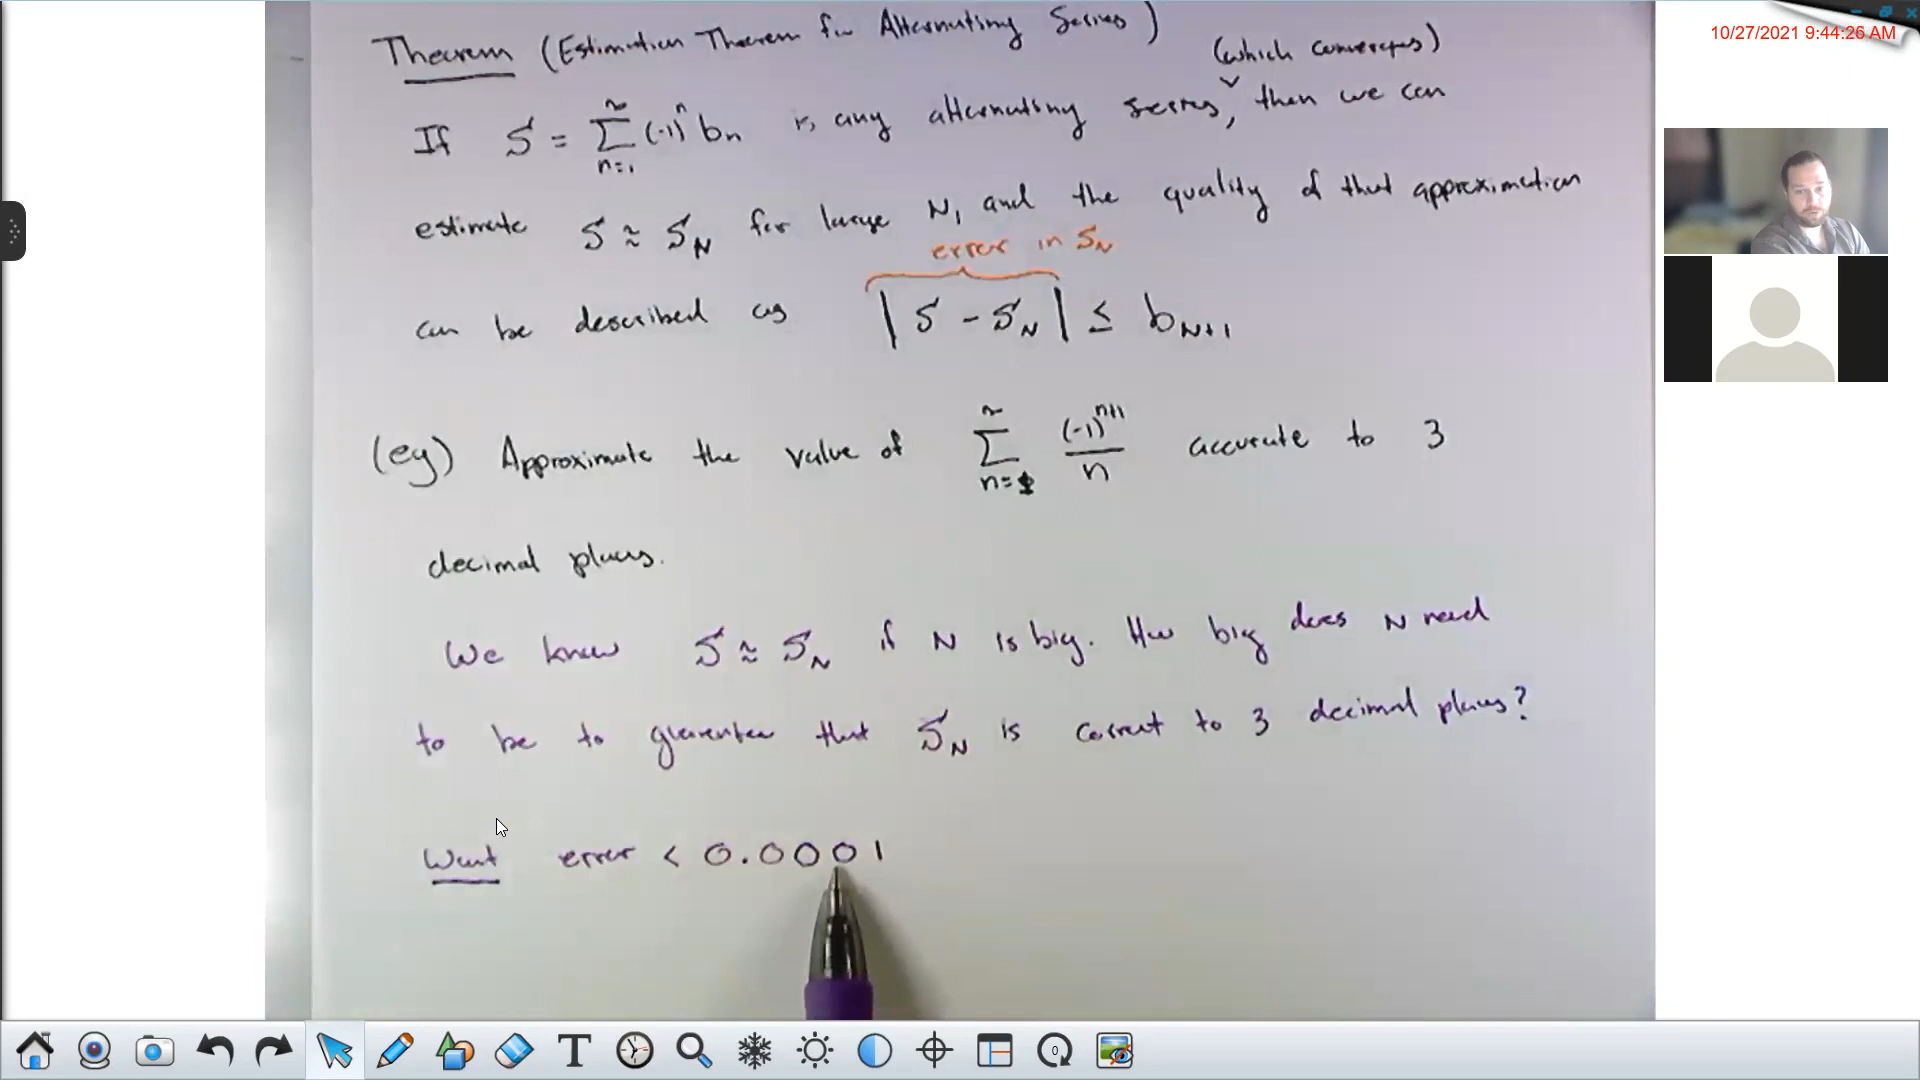 10/27/2021 9:44:26 AM
Theorem (Estimation Theorem for Alternating Series)
(which converges)
If S = ∑_{n=1}^{∞} (-1)^n b_n is any alternating series, then we can
estimate S ≈ S_N for large N, and the quality of that approximation
error in S_N
can be described as |S - S_N| ≤ b_{N+1}
(eg) Approximate the value of ∑_{n=1}^{∞} (-1)^{n+1}/n accurate to 3
decimal places.
We know S ≈ S_N if N is big. How big does N need
to be to guarantee that S_N is correct to 3 decimal places?
Want error < 0.0001
T
0